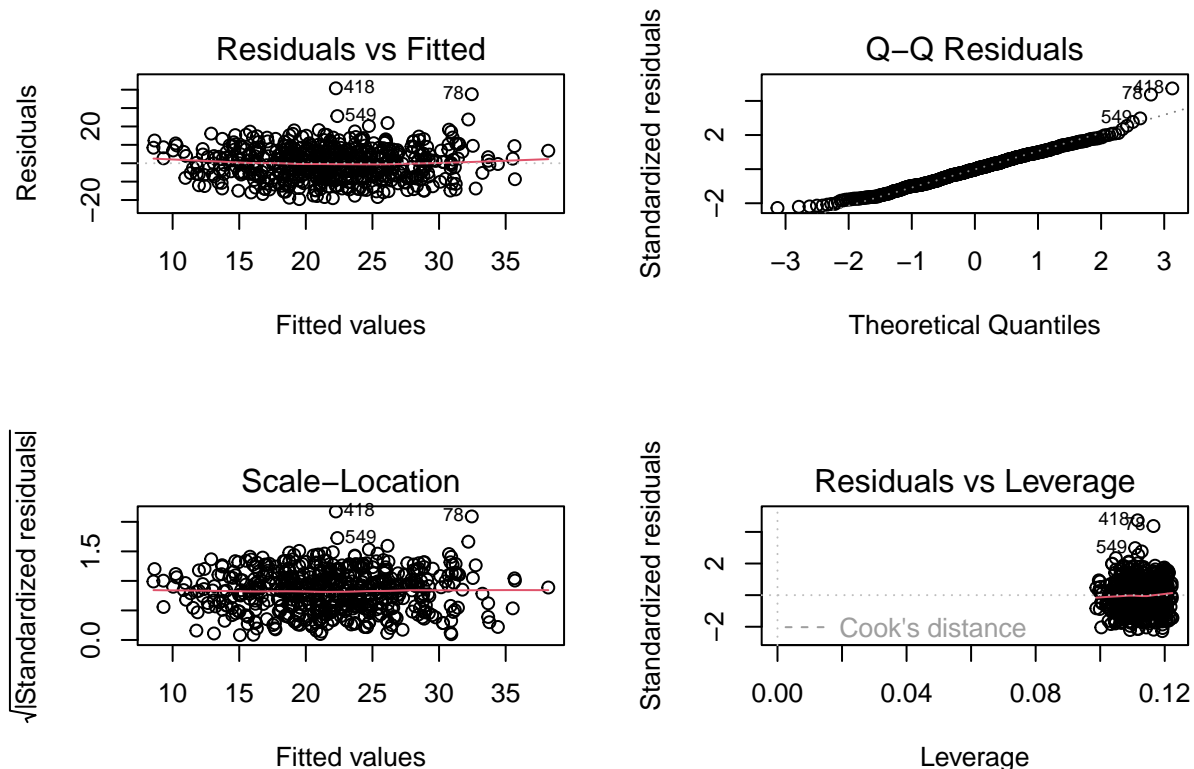 Residuals vs Fitted
Residuals
20
−20
418
78
549
10 15 20 25 30 35
Fitted values
Q−Q Residuals
Standardized residuals
2
−2
418
78
549
−3 −2 −1 0 1 2 3
Theoretical Quantiles
Scale−Location
√|Standardized residuals|
1.5
0.0
418
78
549
10 15 20 25 30 35
Fitted values
Residuals vs Leverage
Standardized residuals
2
−2
418
78
549
Cook's distance
0.00 0.04 0.08 0.12
Leverage